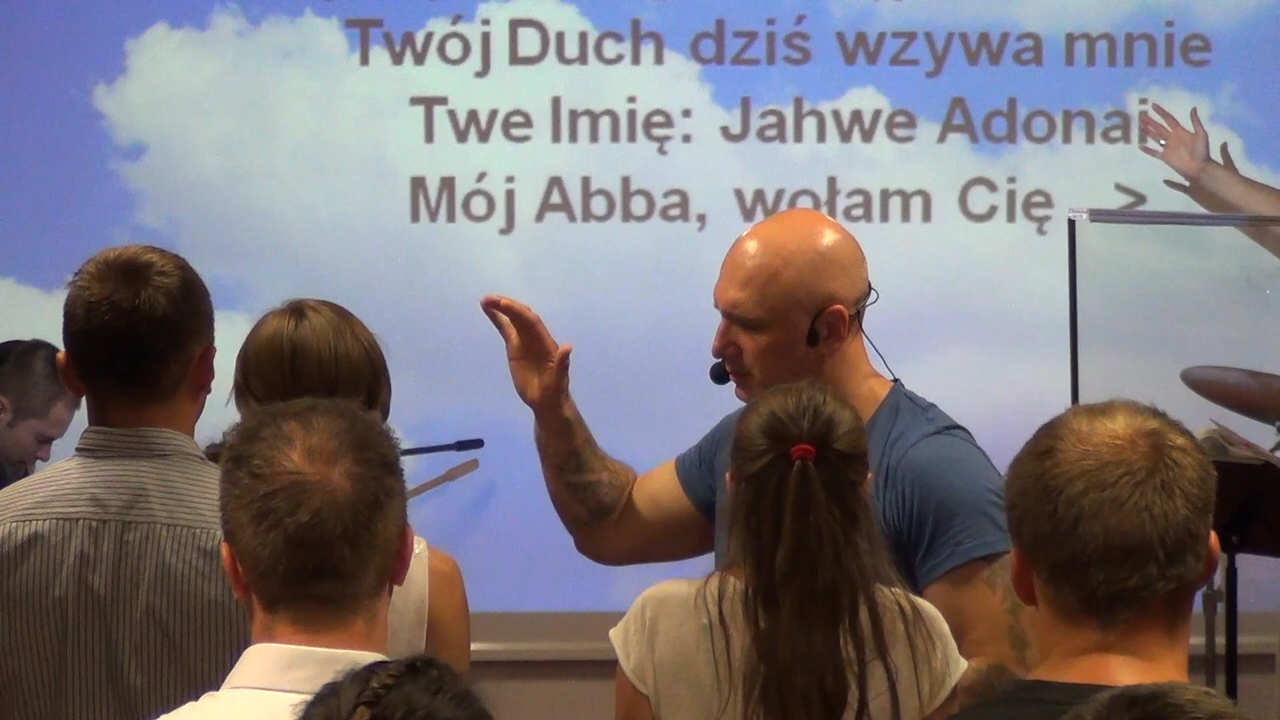 Twój Duch dziś wzywa mnie
Twe Imię: Jahwe Adonai
Mój Abba, wołam Cię >